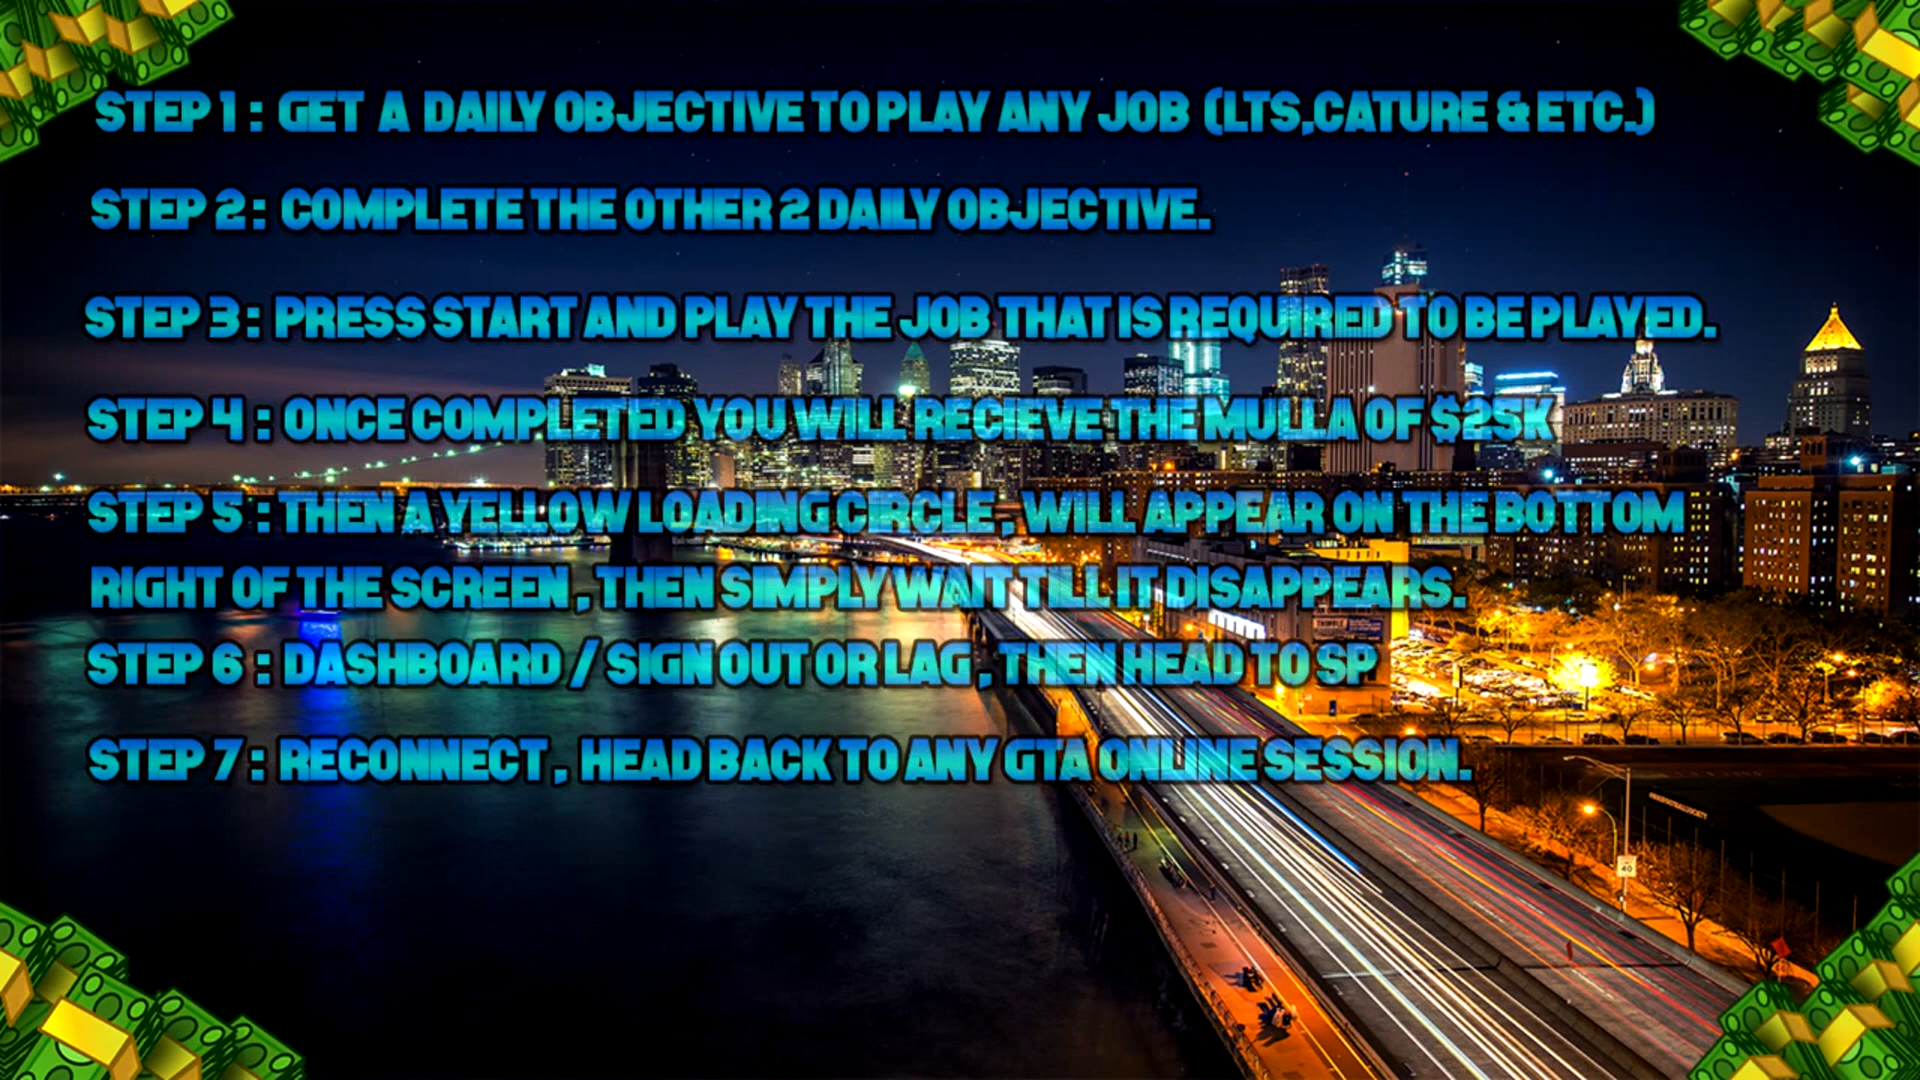 STEP 1 : GET A DAILY OBJECTIVE TO PLAY ANY JOB (LTS,CATURE & ETC.)
STEP 2 : COMPLETE THE OTHER 2 DAILY OBJECTIVE.
STEP 3 : PRESS START AND PLAY THE JOB THAT IS REQUIRED TO BE PLAYED.
STEP 4 : ONCE COMPLETED YOU WILL RECIEVE THE MULLA OF $25K
STEP 5 : THEN A YELLOW LOADING CIRCLE, WILL APPEAR ON THE BOTTOM
RIGHT OF THE SCREEN, THEN SIMPLY WAIT TILL IT DISAPPEARS.
STEP 6 : DASHBOARD / SIGN OUT OR LAG, THEN HEAD TO SP
STEP 7 : RECONNECT, HEAD BACK TO ANY GTA ONLINE SESSION.
40